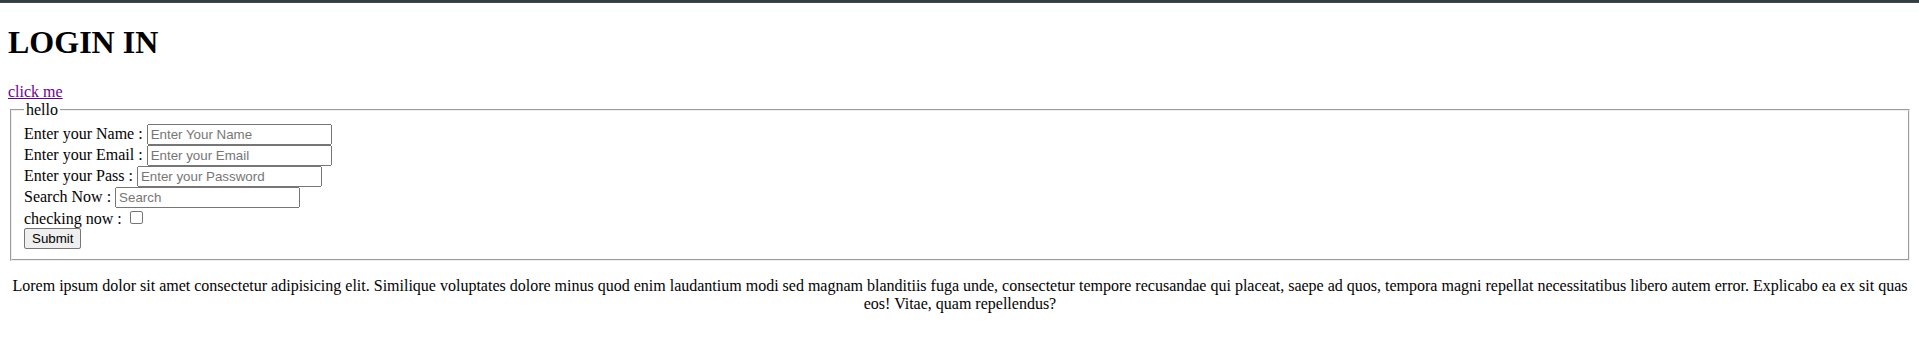 LOGIN IN
click me
hello
Enter your Name : Enter Your Name
Enter your Email : Enter your Email
Enter your Pass : Enter your Password
Search Now : Search
checking now :
Submit
Lorem ipsum dolor sit amet consectetur adipisicing elit. Similique voluptates dolore minus quod enim laudantium modi sed magnam blanditiis fuga unde, consectetur tempore recusandae qui placeat, saepe ad quos, tempora magni repellat necessitatibus libero autem error. Explicabo ea ex sit quas
eos! Vitae, quam repellendus?